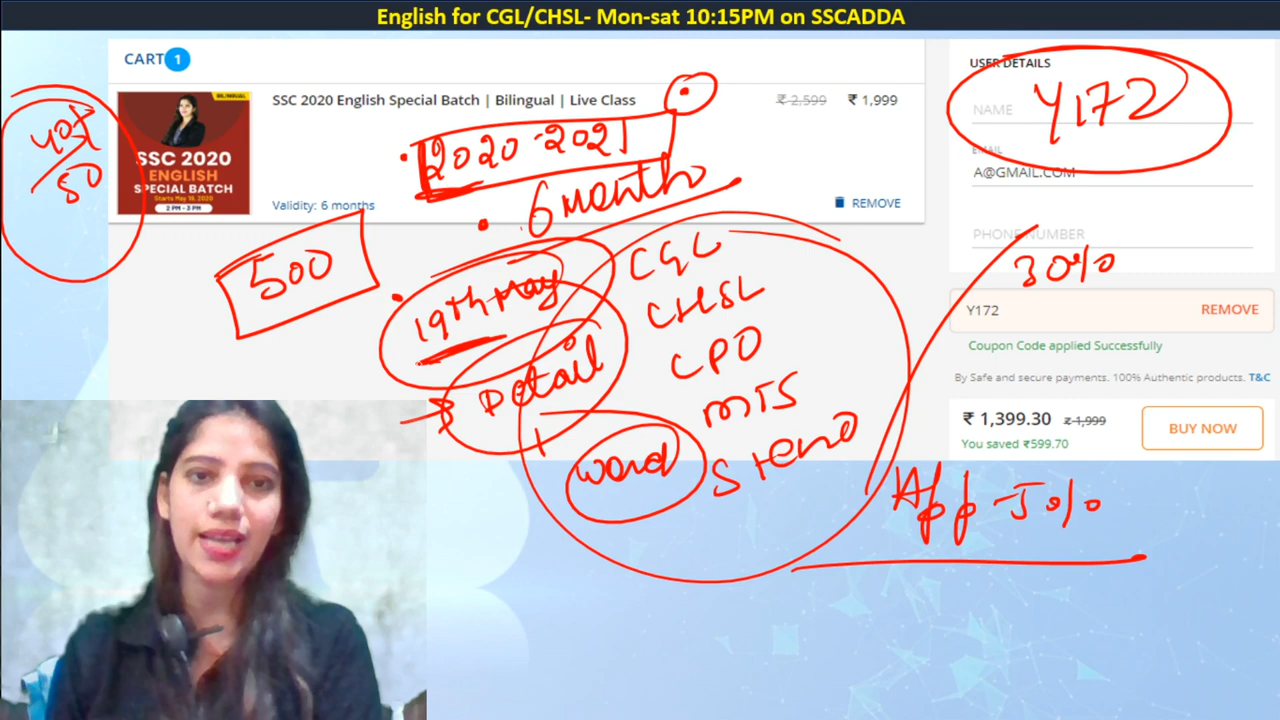 English for CGL/CHSL- Mon-sat 10:15PM on SSCADDA
CART 1
BILINGUAL
SSC 2020
ENGLISH
SPECIAL BATCH
Starts May 19, 2020
2 PM - 3 PM
SSC 2020 English Special Batch | Bilingual | Live Class
₹ 2,599 ₹ 1,999
Validity: 6 months
REMOVE
2020-2021
6 month
500
19th May
Detail
word
CGL
CHSL
CPO
MTS
Steno
50
USER DETAILS
NAME
Y172
EMAIL
A@GMAIL.COM
PHONE NUMBER
30%
Y172 REMOVE
Coupon Code applied Successfully
By Safe and secure payments. 100% Authentic products. T&C
₹ 1,399.30 ₹ 1,999
You saved ₹599.70
BUY NOW
App - 5%